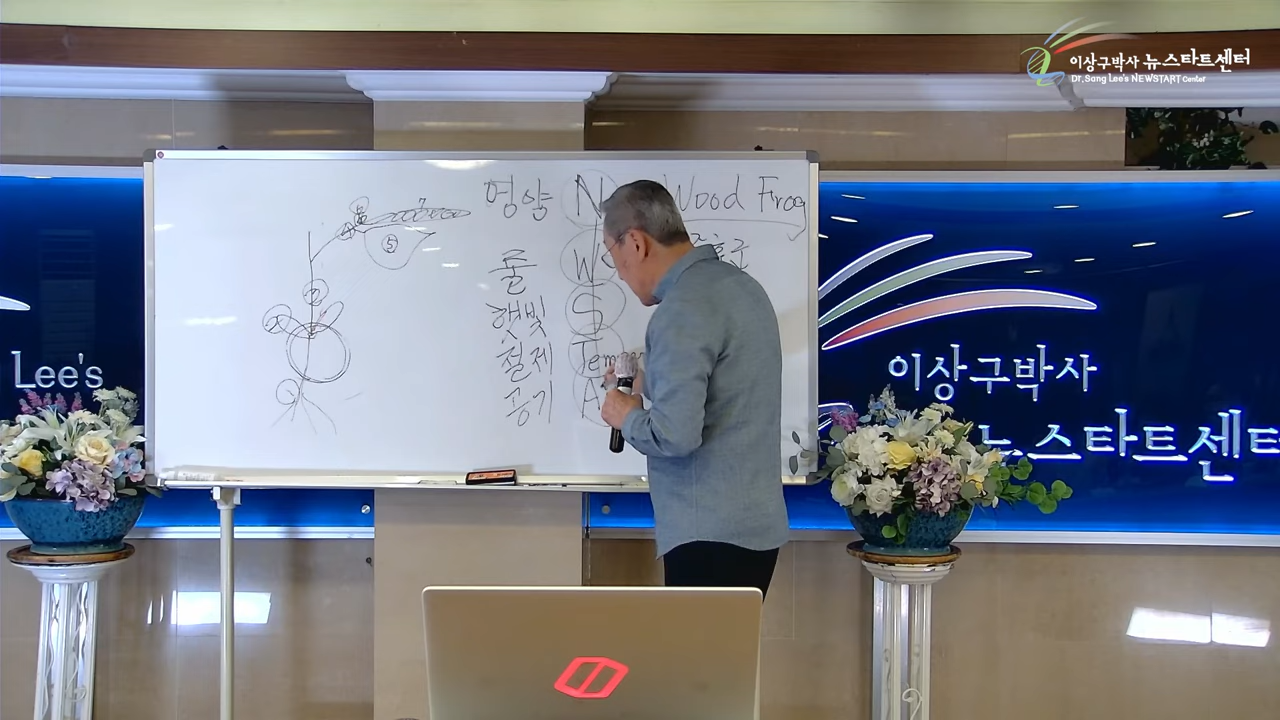 이상구박사 뉴스타트센터
Dr. Sang Lee's NEWSTART Center
영양 N Wood Frog
물 W
햇빛 S
절제 Tem
공기 A
⑤
7
Lee's
이상구박사
뉴스타트센터